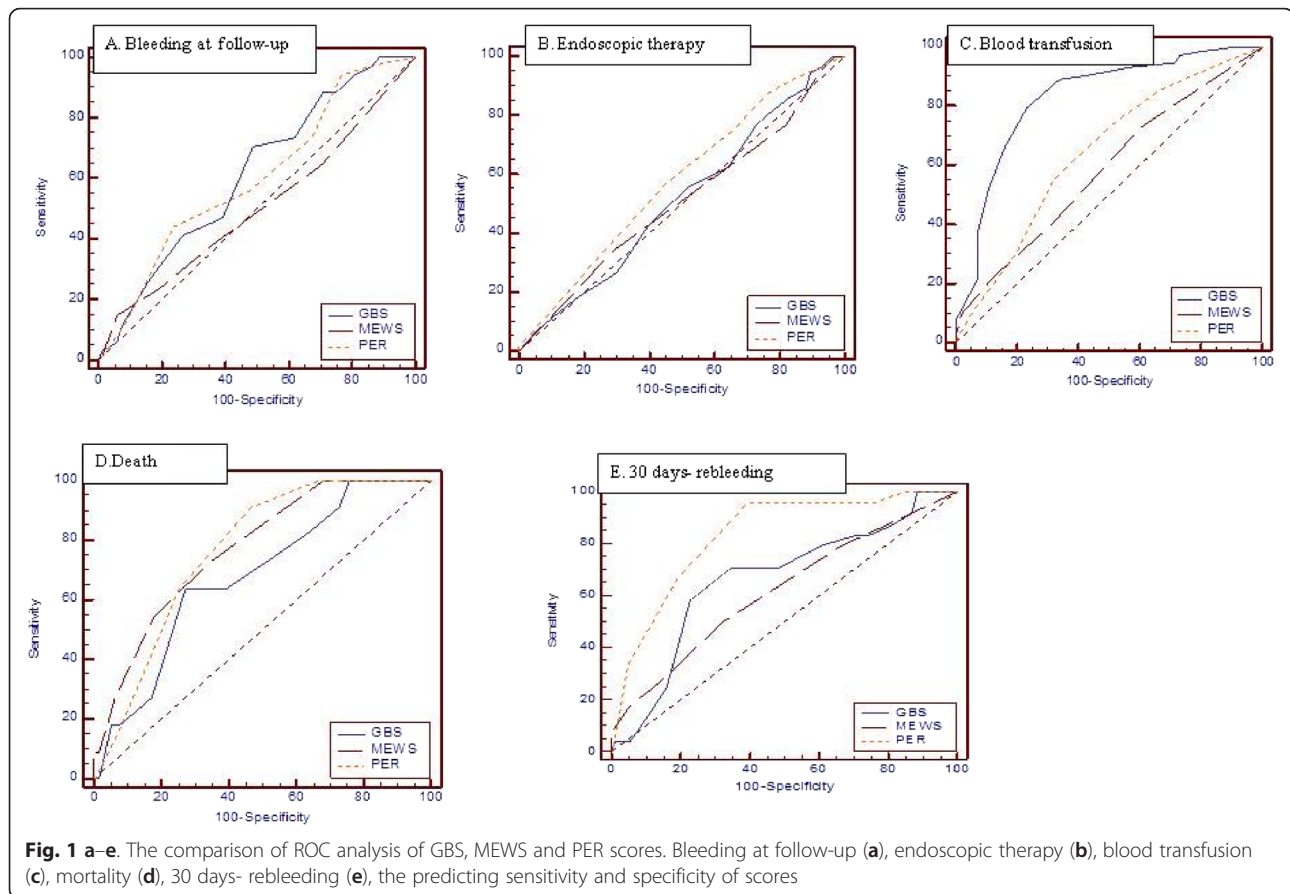 A. Bleeding at follow-up
100
80
60
40
20
0
Sensitivity
0 20 40 60 80 100
100-Specificity
GBS
MEWS
PER
B. Endoscopic therapy
100
80
60
40
20
0
Sensitivity
0 20 40 60 80 100
100-Specificity
GBS
MEWS
PER
C. Blood transfusion
100
80
60
40
20
0
Sensitivity
0 20 40 60 80 100
100-Specificity
GBS
MEWS
PER
D.Death
100
80
60
40
20
0
Sensitivity
0 20 40 60 80 100
100-Specificity
GBS
MEWS
PER
E. 30 days- rebleeding
100
80
60
40
20
0
Sensitivity
0 20 40 60 80 100
100-Specificity
GBS
MEWS
PER
Fig. 1 a–e. The comparison of ROC analysis of GBS, MEWS and PER scores. Bleeding at follow-up (a), endoscopic therapy (b), blood transfusion
(c), mortality (d), 30 days- rebleeding (e), the predicting sensitivity and specificity of scores